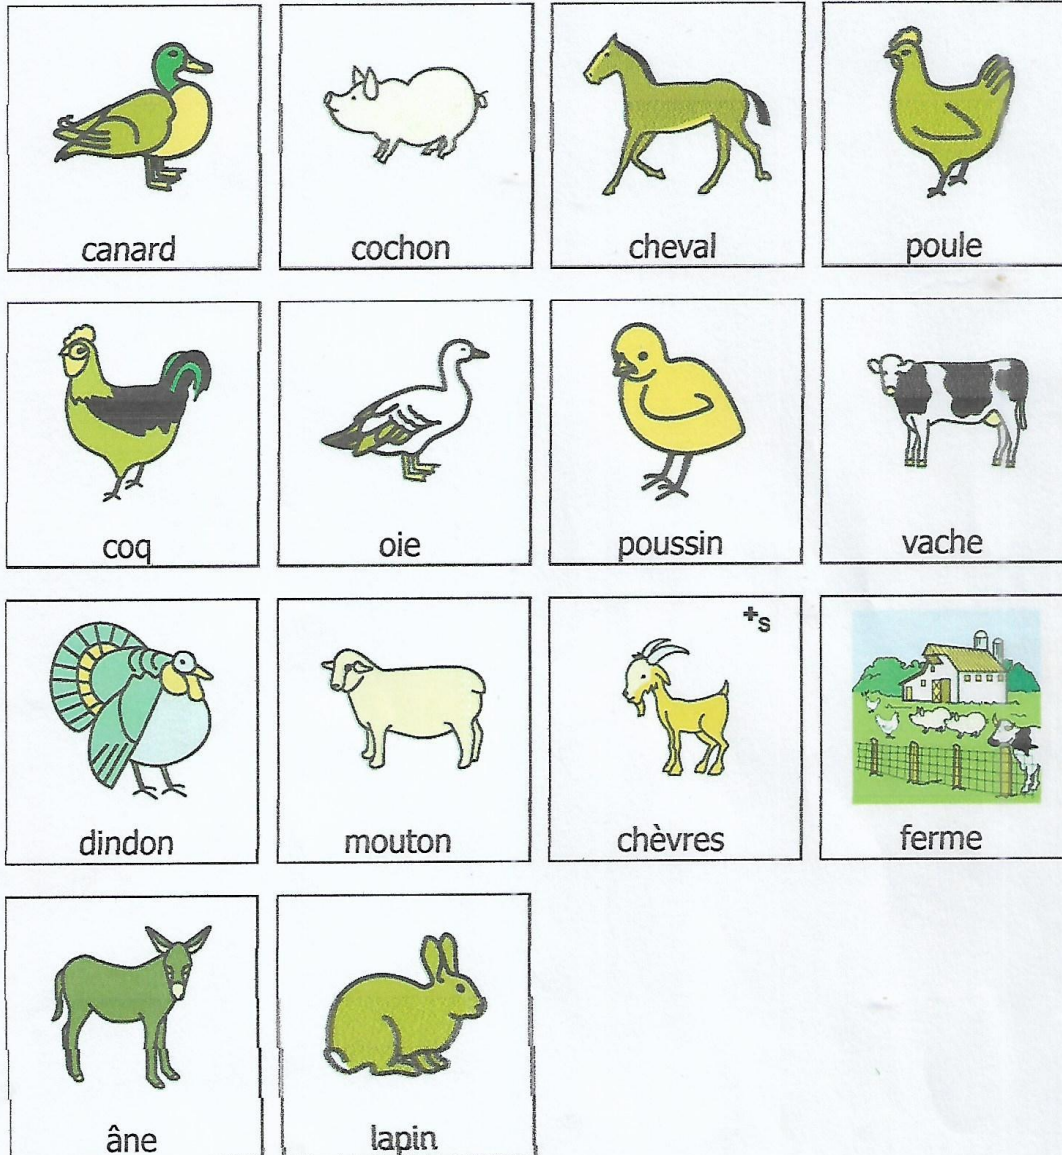 canard cochon cheval poule
coq oie poussin vache
+s
dindon mouton chèvres ferme
âne lapin